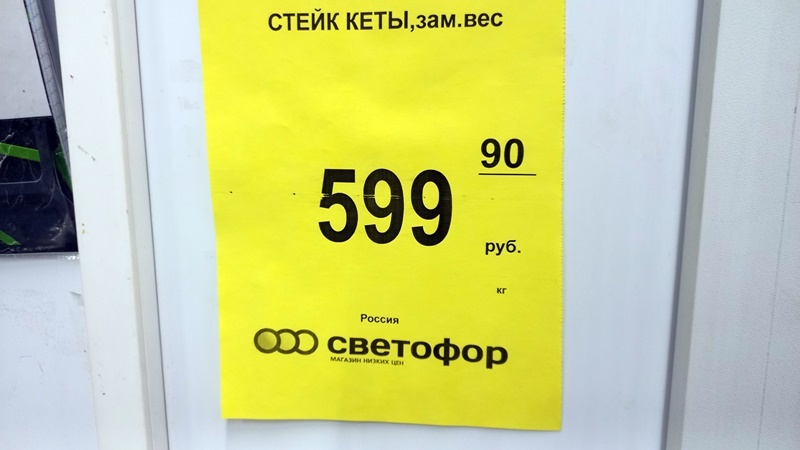 СТЕЙК КЕТЫ,зам.вес
599 90
руб.
кг
Россия
светофор
МАГАЗИН НИЗКИХ ЦЕН